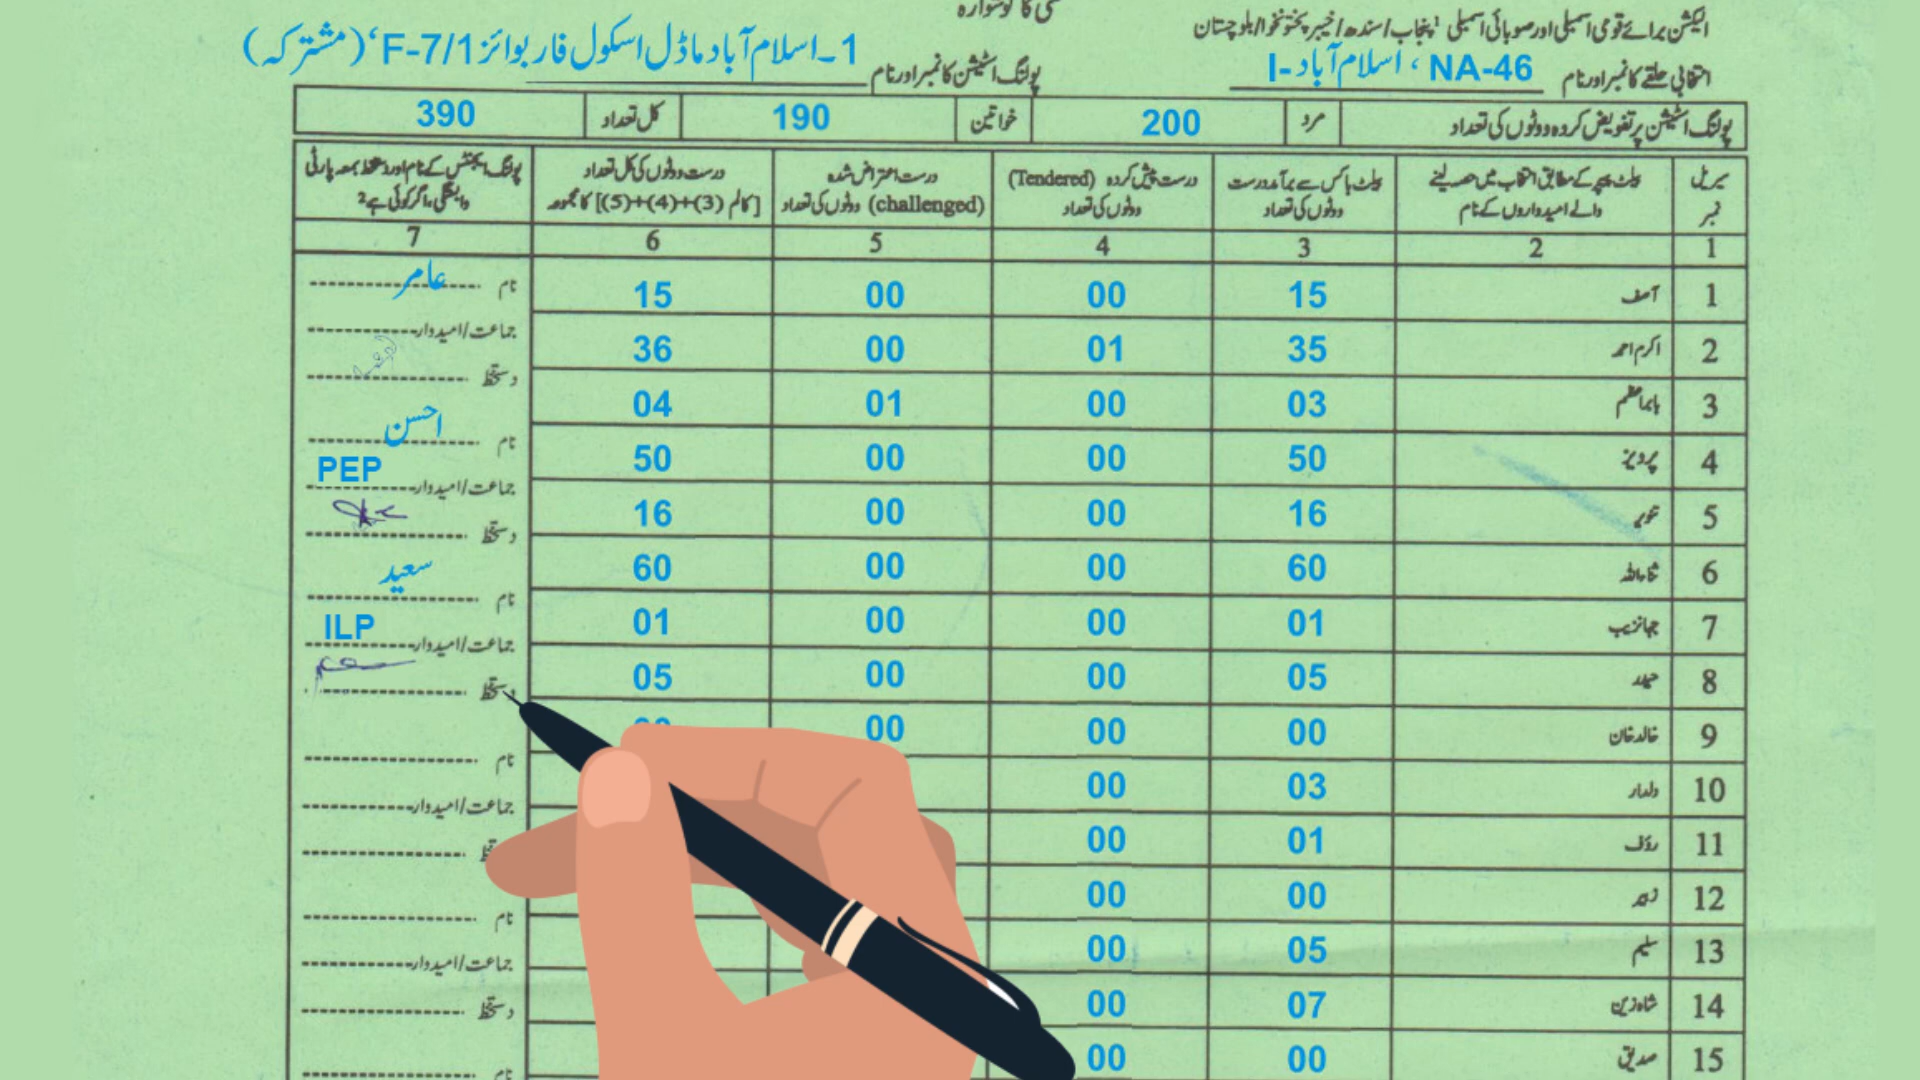 الیکشن برائے قومی اسمبلی اور صوبائی اسمبلی پنجاب/سندھ/خیبر پختونخوا/بلوچستان
انتخابی حلقے کا نمبر اور نام NA-46 ، اسلام آباد-I
پولنگ اسٹیشن کا نمبر اور نام 1۔اسلام آباد ماڈل اسکول فار بوائز F-7/1، (مشترکہ)
پولنگ اسٹیشن پر تفویض کردہ ووٹوں کی تعداد مرد 200 خواتین 190 کل تعداد 390
سیریل نمبر
بیلٹ پیپر کے مطابق انتخاب میں حصہ لینے والے امیدواروں کے نام
بیلٹ باکس سے برآمد درست ووٹوں کی تعداد
درست پیش کردہ (Tendered) ووٹوں کی تعداد
درست اعتراض شدہ (challenged) ووٹوں کی تعداد
درست ووٹوں کی کل تعداد [کالم (3)+(4)+(5)] کا مجموعہ
پولنگ ایجنٹس کے نام اور دستخط بمعہ پارٹی وابستگی، اگر کوئی ہے2
1 2 3 4 5 6 7
1 آصف 15 00 00 15
2 اکرم احمد 35 01 00 36
3 بابر اعظم 03 00 01 04
4 پرویز 50 00 00 50
5 تنویر 16 00 00 16
6 ثناءاللہ 60 00 00 60
7 جہانزیب 01 00 00 01
8 حیدر 05 00 00 05
9 خالد خان 00 00 00
10 دلدار 03 00
11 رؤف 01 00
12 زبیر 00 00
13 سلیم 05 00
14 شاہ زین 07 00
15 صدیق 00 00
نام عامر
جماعت/امیدوار
دستخط
نام احسن
جماعت/امیدوار PEP
دستخط
نام سعید
جماعت/امیدوار ILP
دستخط
نام
جماعت/امیدوار
نام
جماعت/امیدوار
دستخط
نام